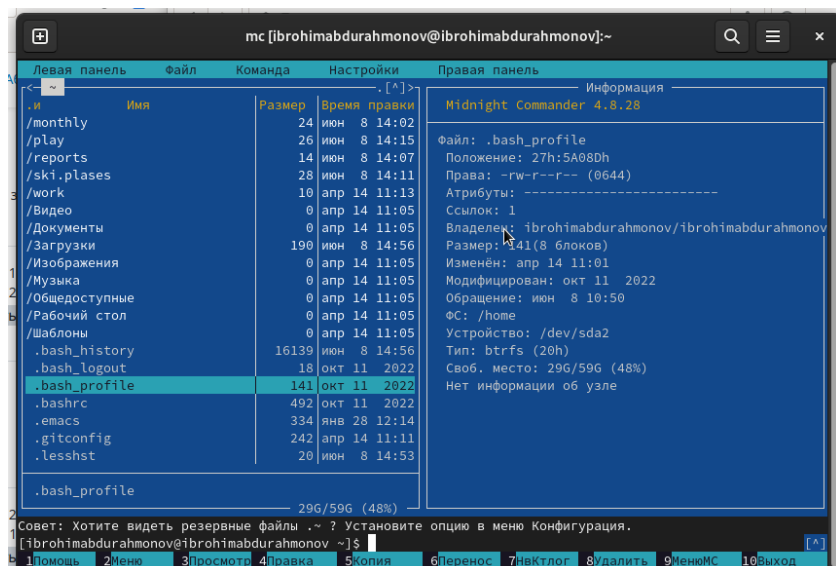 mc [ibrohimabdurahmonov@ibrohimabdurahmonov]:~
Левая панель Файл Команда Настройки Правая панель
<- ~ .[^]>
.и Имя Размер Время правки
/monthly 24 июн 8 14:02
/play 26 июн 8 14:15
/reports 14 июн 8 14:07
/ski.plases 28 июн 8 14:11
/work 10 апр 14 11:13
/Видео 0 апр 14 11:05
/Документы 0 апр 14 11:05
/Загрузки 190 июн 8 14:56
/Изображения 0 апр 14 11:05
/Музыка 0 апр 14 11:05
/Общедоступные 0 апр 14 11:05
/Рабочий стол 0 апр 14 11:05
/Шаблоны 0 апр 14 11:05
.bash_history 16139 июн 8 14:56
.bash_logout 18 окт 11 2022
.bash_profile 141 окт 11 2022
.bashrc 492 окт 11 2022
.emacs 334 янв 28 12:14
.gitconfig 242 апр 14 11:11
.lesshst 20 июн 8 14:53
.bash_profile
29G/59G (48%)
Информация
Midnight Commander 4.8.28
Файл: .bash_profile
Положение: 27h:5A08Dh
Права: -rw-r--r-- (0644)
Атрибуты: -------------------------
Ссылок: 1
Владелец: ibrohimabdurahmonov/ibrohimabdurahmonov
Размер: 141(8 блоков)
Изменён: апр 14 11:01
Модифицирован: окт 11 2022
Обращение: июн 8 10:50
ФС: /home
Устройство: /dev/sda2
Тип: btrfs (20h)
Своб. место: 29G/59G (48%)
Нет информации об узле
Совет: Хотите видеть резервные файлы .~ ? Установите опцию в меню Конфигурация.
[ibrohimabdurahmonov@ibrohimabdurahmonov ~]$ [^]
1Помощь 2Меню 3Просмотр 4Правка 5Копия 6Перенос 7НвКтлог 8Удалить 9МенюМС 10Выход